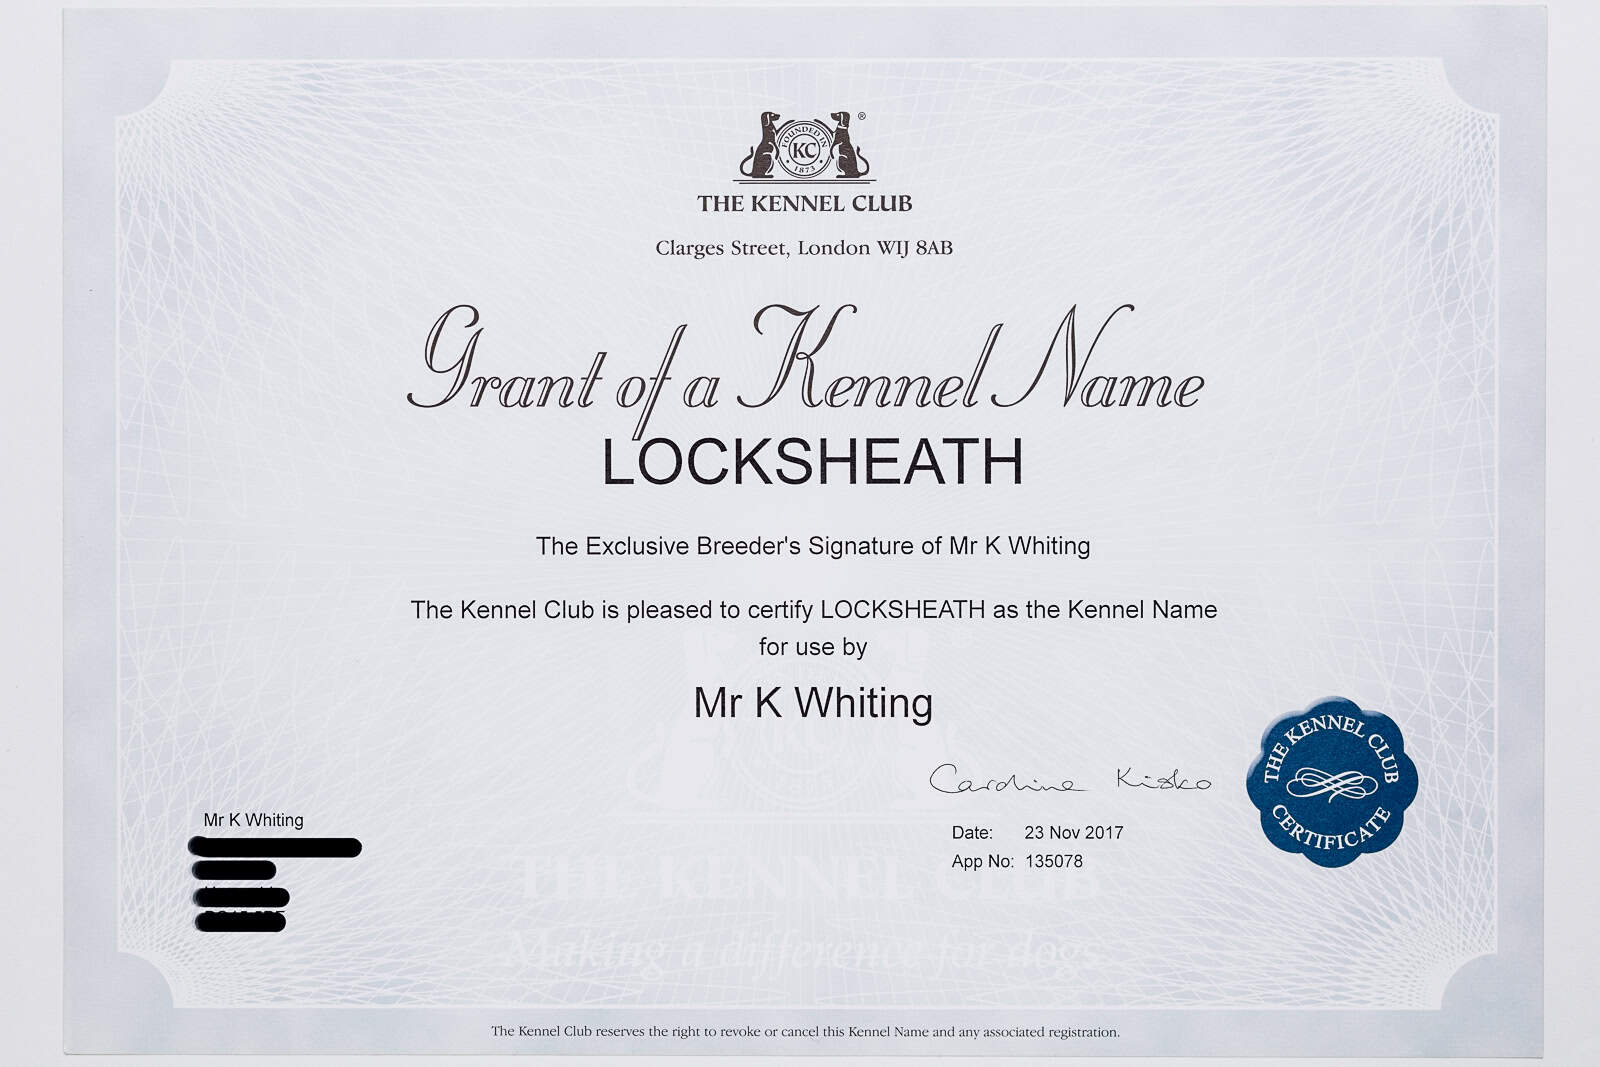 FOUNDED IN
KC
1873
®
THE KENNEL CLUB
Clarges Street, London W1J 8AB
Grant of a Kennel Name
LOCKSHEATH
The Exclusive Breeder's Signature of Mr K Whiting
The Kennel Club is pleased to certify LOCKSHEATH as the Kennel Name
for use by
Mr K Whiting
Caroline Kisko
THE KENNEL CLUB
CERTIFICATE
Date: 23 Nov 2017
App No: 135078
Mr K Whiting
KC
THE KENNEL CLUB
Making a difference for dogs
The Kennel Club reserves the right to revoke or cancel this Kennel Name and any associated registration.